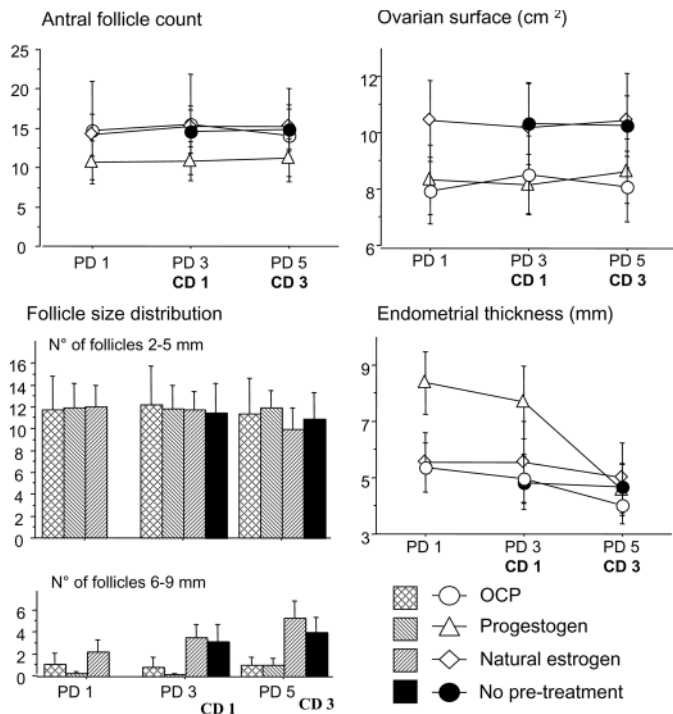 Antral follicle count
25
20
15
10
5
0
PD 1 PD 3 PD 5
CD 1 CD 3
Ovarian surface (cm ²)
12
10
8
6
PD 1 PD 3 PD 5
CD 1 CD 3
Follicle size distribution
N° of follicles 2-5 mm
16
14
12
10
8
6
4
2
0
N° of follicles 6-9 mm
6
4
2
0
PD 1 PD 3 PD 5
CD 1 CD 3
Endometrial thickness (mm)
9
7
5
3
PD 1 PD 3 PD 5
CD 1 CD 3
OCP
Progestogen
Natural estrogen
No pre-treatment